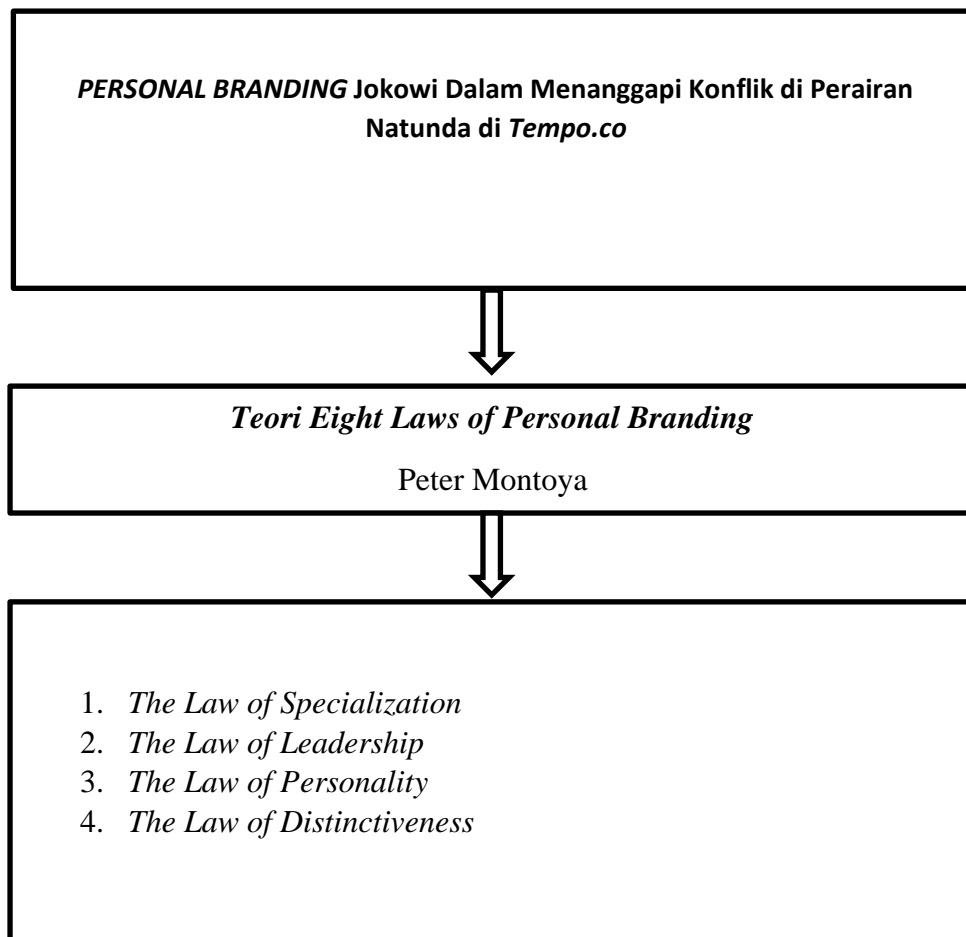 PERSONAL BRANDING Jokowi Dalam Menanggapi Konflik di Perairan
Natunda di Tempo.co
Teori Eight Laws of Personal Branding
Peter Montoya
1. The Law of Specialization
2. The Law of Leadership
3. The Law of Personality
4. The Law of Distinctiveness